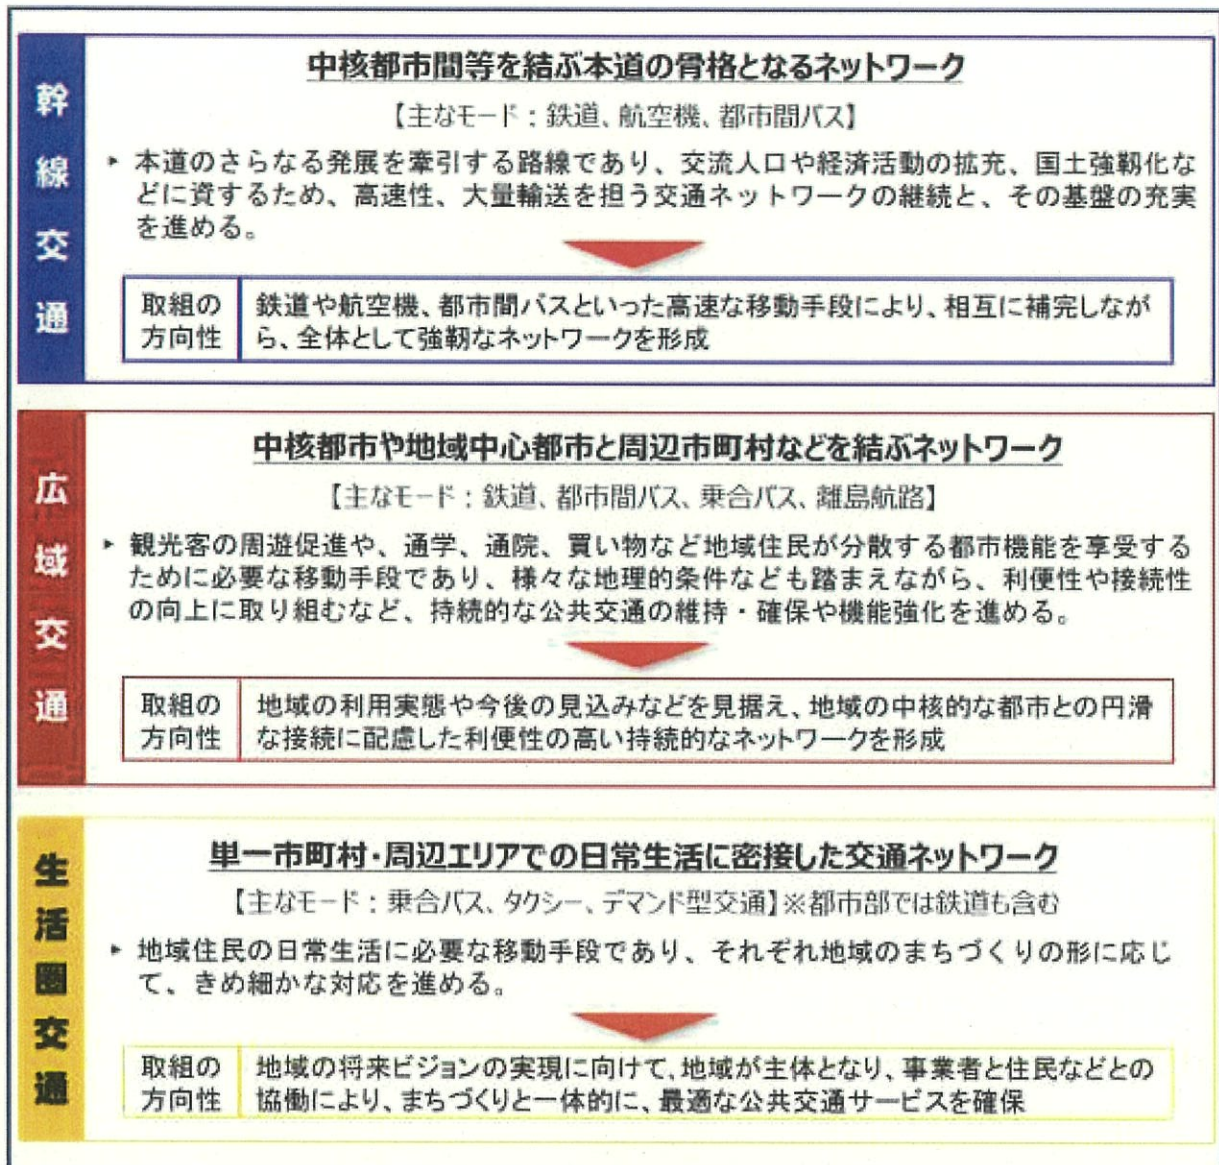 幹線交通
中核都市間等を結ぶ本道の骨格となるネットワーク
【主なモード：鉄道、航空機、都市間バス】
▸ 本道のさらなる発展を牽引する路線であり、交流人口や経済活動の拡充、国土強靱化な
どに資するため、高速性、大量輸送を担う交通ネットワークの継続と、その基盤の充実
を進める。
取組の
方向性
鉄道や航空機、都市間バスといった高速な移動手段により、相互に補完しなが
ら、全体として強靱なネットワークを形成
広域交通
中核都市や地域中心都市と周辺市町村などを結ぶネットワーク
【主なモード：鉄道、都市間バス、乗合バス、離島航路】
▸ 観光客の周遊促進や、通学、通院、買い物など地域住民が分散する都市機能を享受する
ために必要な移動手段であり、様々な地理的条件なども踏まえながら、利便性や接続性
の向上に取り組むなど、持続的な公共交通の維持・確保や機能強化を進める。
取組の
方向性
地域の利用実態や今後の見込みなどを見据え、地域の中核的な都市との円滑
な接続に配慮した利便性の高い持続的なネットワークを形成
生活圏交通
単一市町村・周辺エリアでの日常生活に密接した交通ネットワーク
【主なモード：乗合バス、タクシー、デマンド型交通】※都市部では鉄道も含む
▸ 地域住民の日常生活に必要な移動手段であり、それぞれ地域のまちづくりの形に応じ
て、きめ細かな対応を進める。
取組の
方向性
地域の将来ビジョンの実現に向けて、地域が主体となり、事業者と住民などとの
協働により、まちづくりと一体的に、最適な公共交通サービスを確保